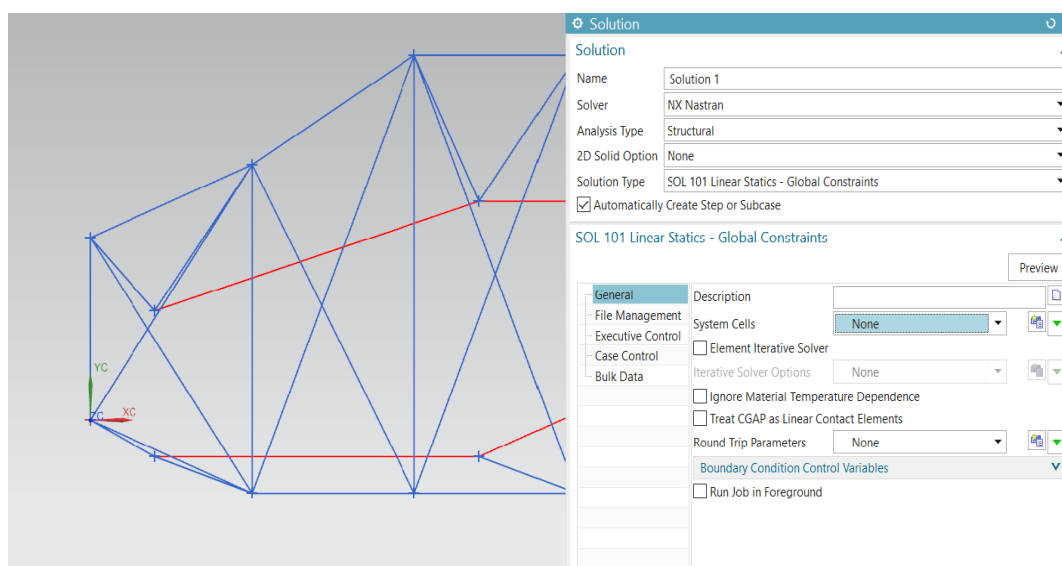 Solution
Solution
Name Solution 1
Solver NX Nastran
Analysis Type Structural
2D Solid Option None
Solution Type SOL 101 Linear Statics - Global Constraints
Automatically Create Step or Subcase
SOL 101 Linear Statics - Global Constraints
Preview
General
File Management
Executive Control
Case Control
Bulk Data
Description
System Cells None
Element Iterative Solver
Iterative Solver Options None
Ignore Material Temperature Dependence
Treat CGAP as Linear Contact Elements
Round Trip Parameters None
Boundary Condition Control Variables
Run Job in Foreground
YC
ZC XC